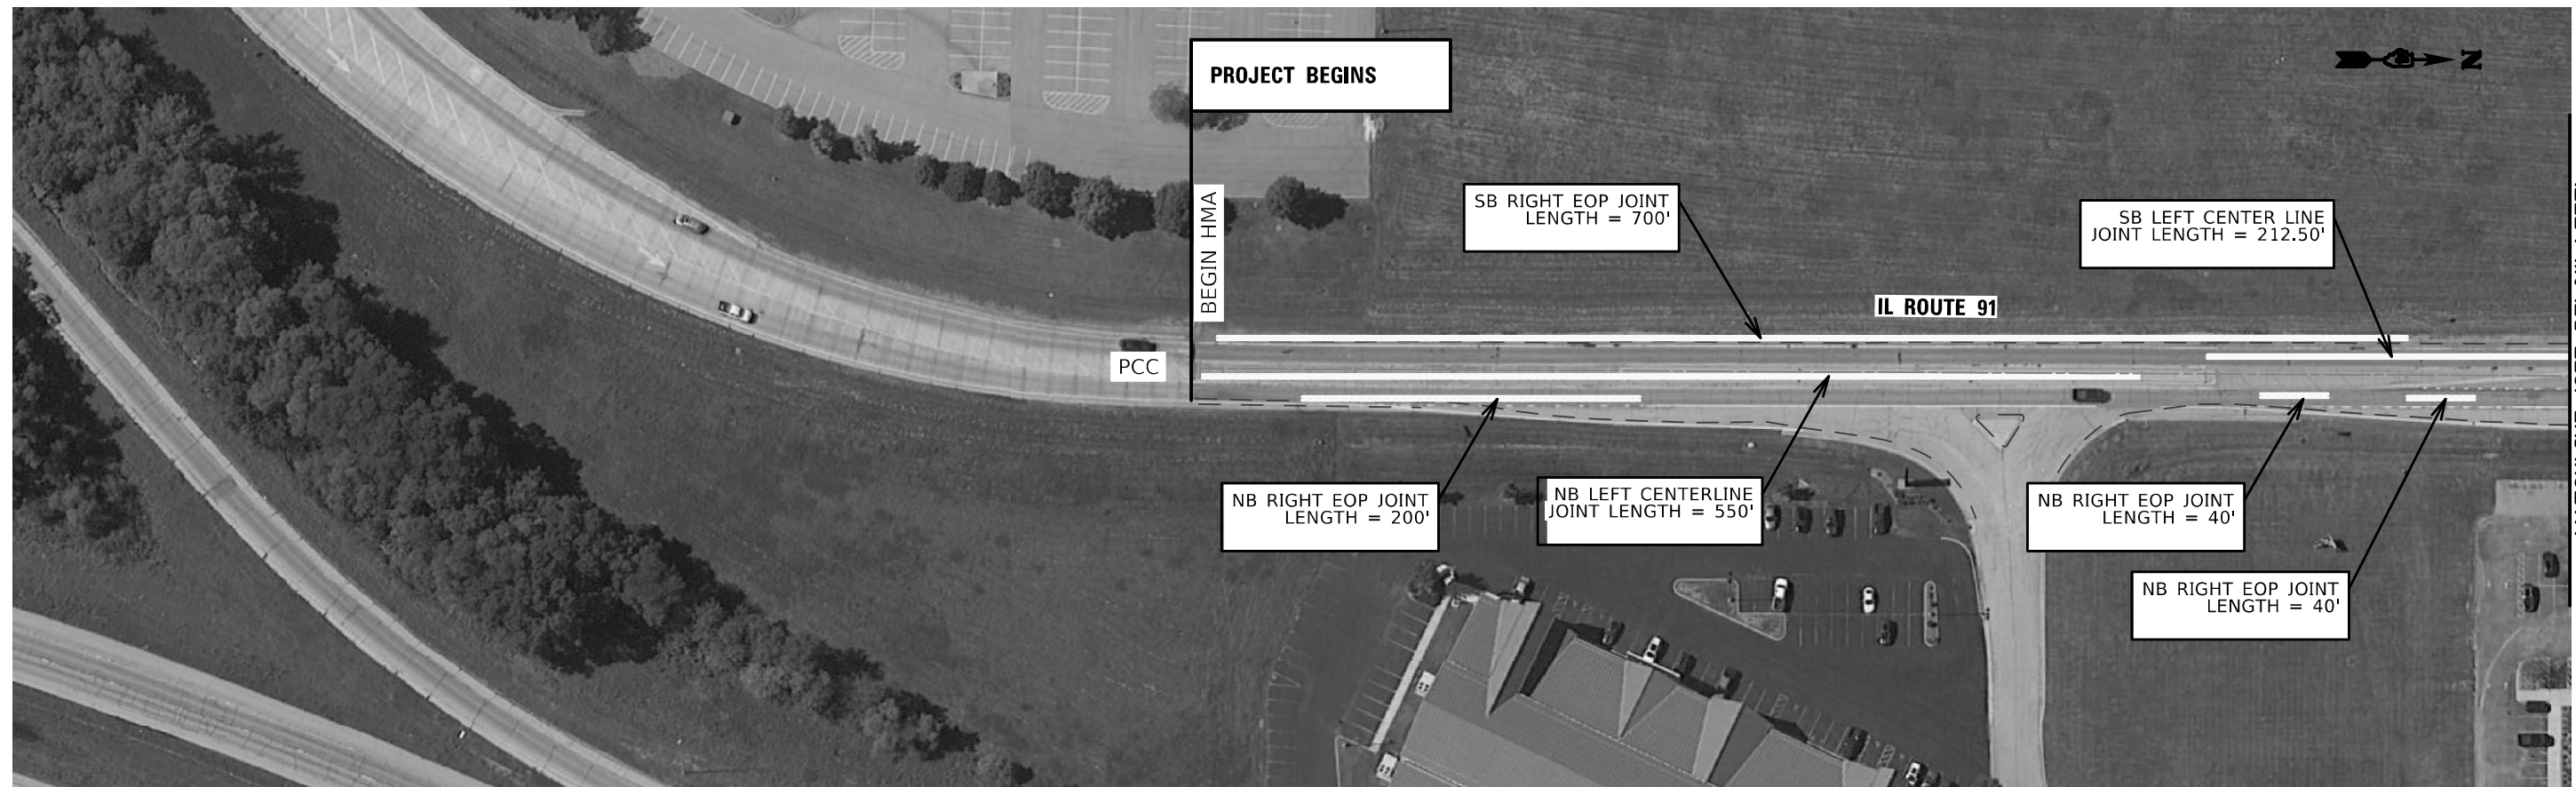 PROJECT BEGINS
N
BEGIN HMA
SB RIGHT EOP JOINT
LENGTH = 700'
SB LEFT CENTER LINE
JOINT LENGTH = 212.50'
IL ROUTE 91
PCC
NB RIGHT EOP JOINT
LENGTH = 200'
NB LEFT CENTERLINE
JOINT LENGTH = 550'
NB RIGHT EOP JOINT
LENGTH = 40'
NB RIGHT EOP JOINT
LENGTH = 40'